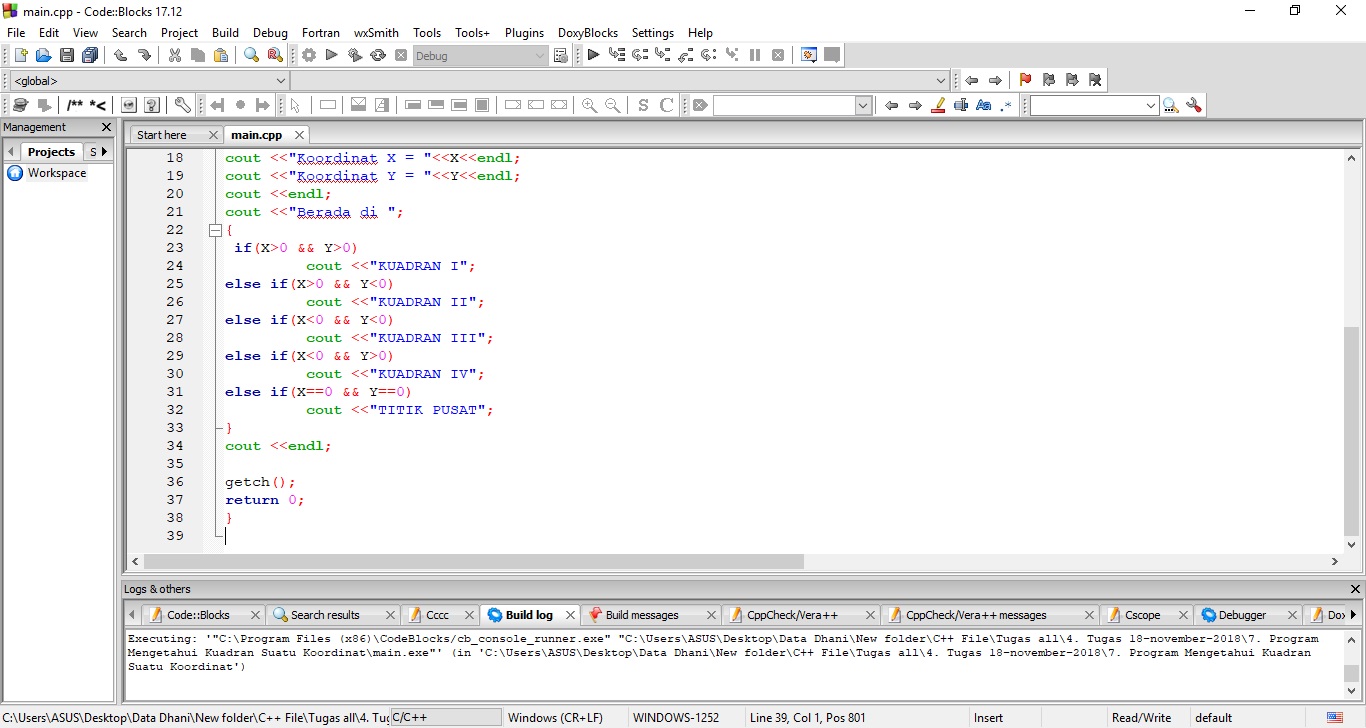 main.cpp - Code::Blocks 17.12
File Edit View Search Project Build Debug Fortran wxSmith Tools Tools+ Plugins DoxyBlocks Settings Help
Debug
<global>
/** *< S C Aa .*
Management
Start here main.cpp
Projects S
Workspace
18 cout <<"Koordinat X = "<<X<<endl;
19 cout <<"Koordinat Y = "<<Y<<endl;
20 cout <<endl;
21 cout <<"Berada di ";
22 {
23 if(X>0 && Y>0)
24 cout <<"KUADRAN I";
25 else if(X>0 && Y<0)
26 cout <<"KUADRAN II";
27 else if(X<0 && Y<0)
28 cout <<"KUADRAN III";
29 else if(X<0 && Y>0)
30 cout <<"KUADRAN IV";
31 else if(X==0 && Y==0)
32 cout <<"TITIK PUSAT";
33 }
34 cout <<endl;
35
36 getch();
37 return 0;
38 }
39
Logs & others
Code::Blocks Search results Cccc Build log Build messages CppCheck/Vera++ CppCheck/Vera++ messages Cscope Debugger Dox
Executing: '"C:\Program Files (x86)\CodeBlocks/cb_console_runner.exe" "C:\Users\ASUS\Desktop\Data Dhani\New folder\C++ File\Tugas all\4. Tugas 18-november-2018\7. Program
Mengetahui Kuadran Suatu Koordinat\main.exe"' (in 'C:\Users\ASUS\Desktop\Data Dhani\New folder\C++ File\Tugas all\4. Tugas 18-november-2018\7. Program Mengetahui Kuadran
Suatu Koordinat')
C:\Users\ASUS\Desktop\Data Dhani\New folder\C++ File\Tugas all\4. Tug C/C++ Windows (CR+LF) WINDOWS-1252 Line 39, Col 1, Pos 801 Insert Read/Write default